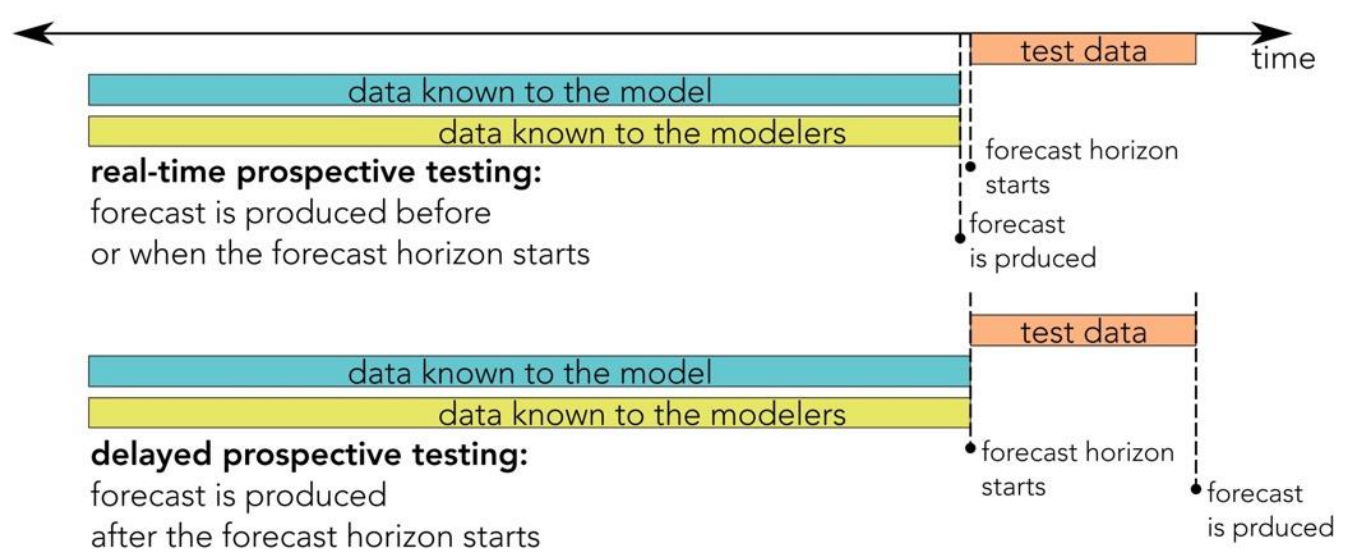 test data
time
data known to the model
data known to the modelers
real-time prospective testing:
forecast is produced before
or when the forecast horizon starts
forecast horizon
starts
forecast
is prduced
test data
data known to the model
data known to the modelers
delayed prospective testing:
forecast is produced
after the forecast horizon starts
forecast horizon
starts
forecast
is prduced